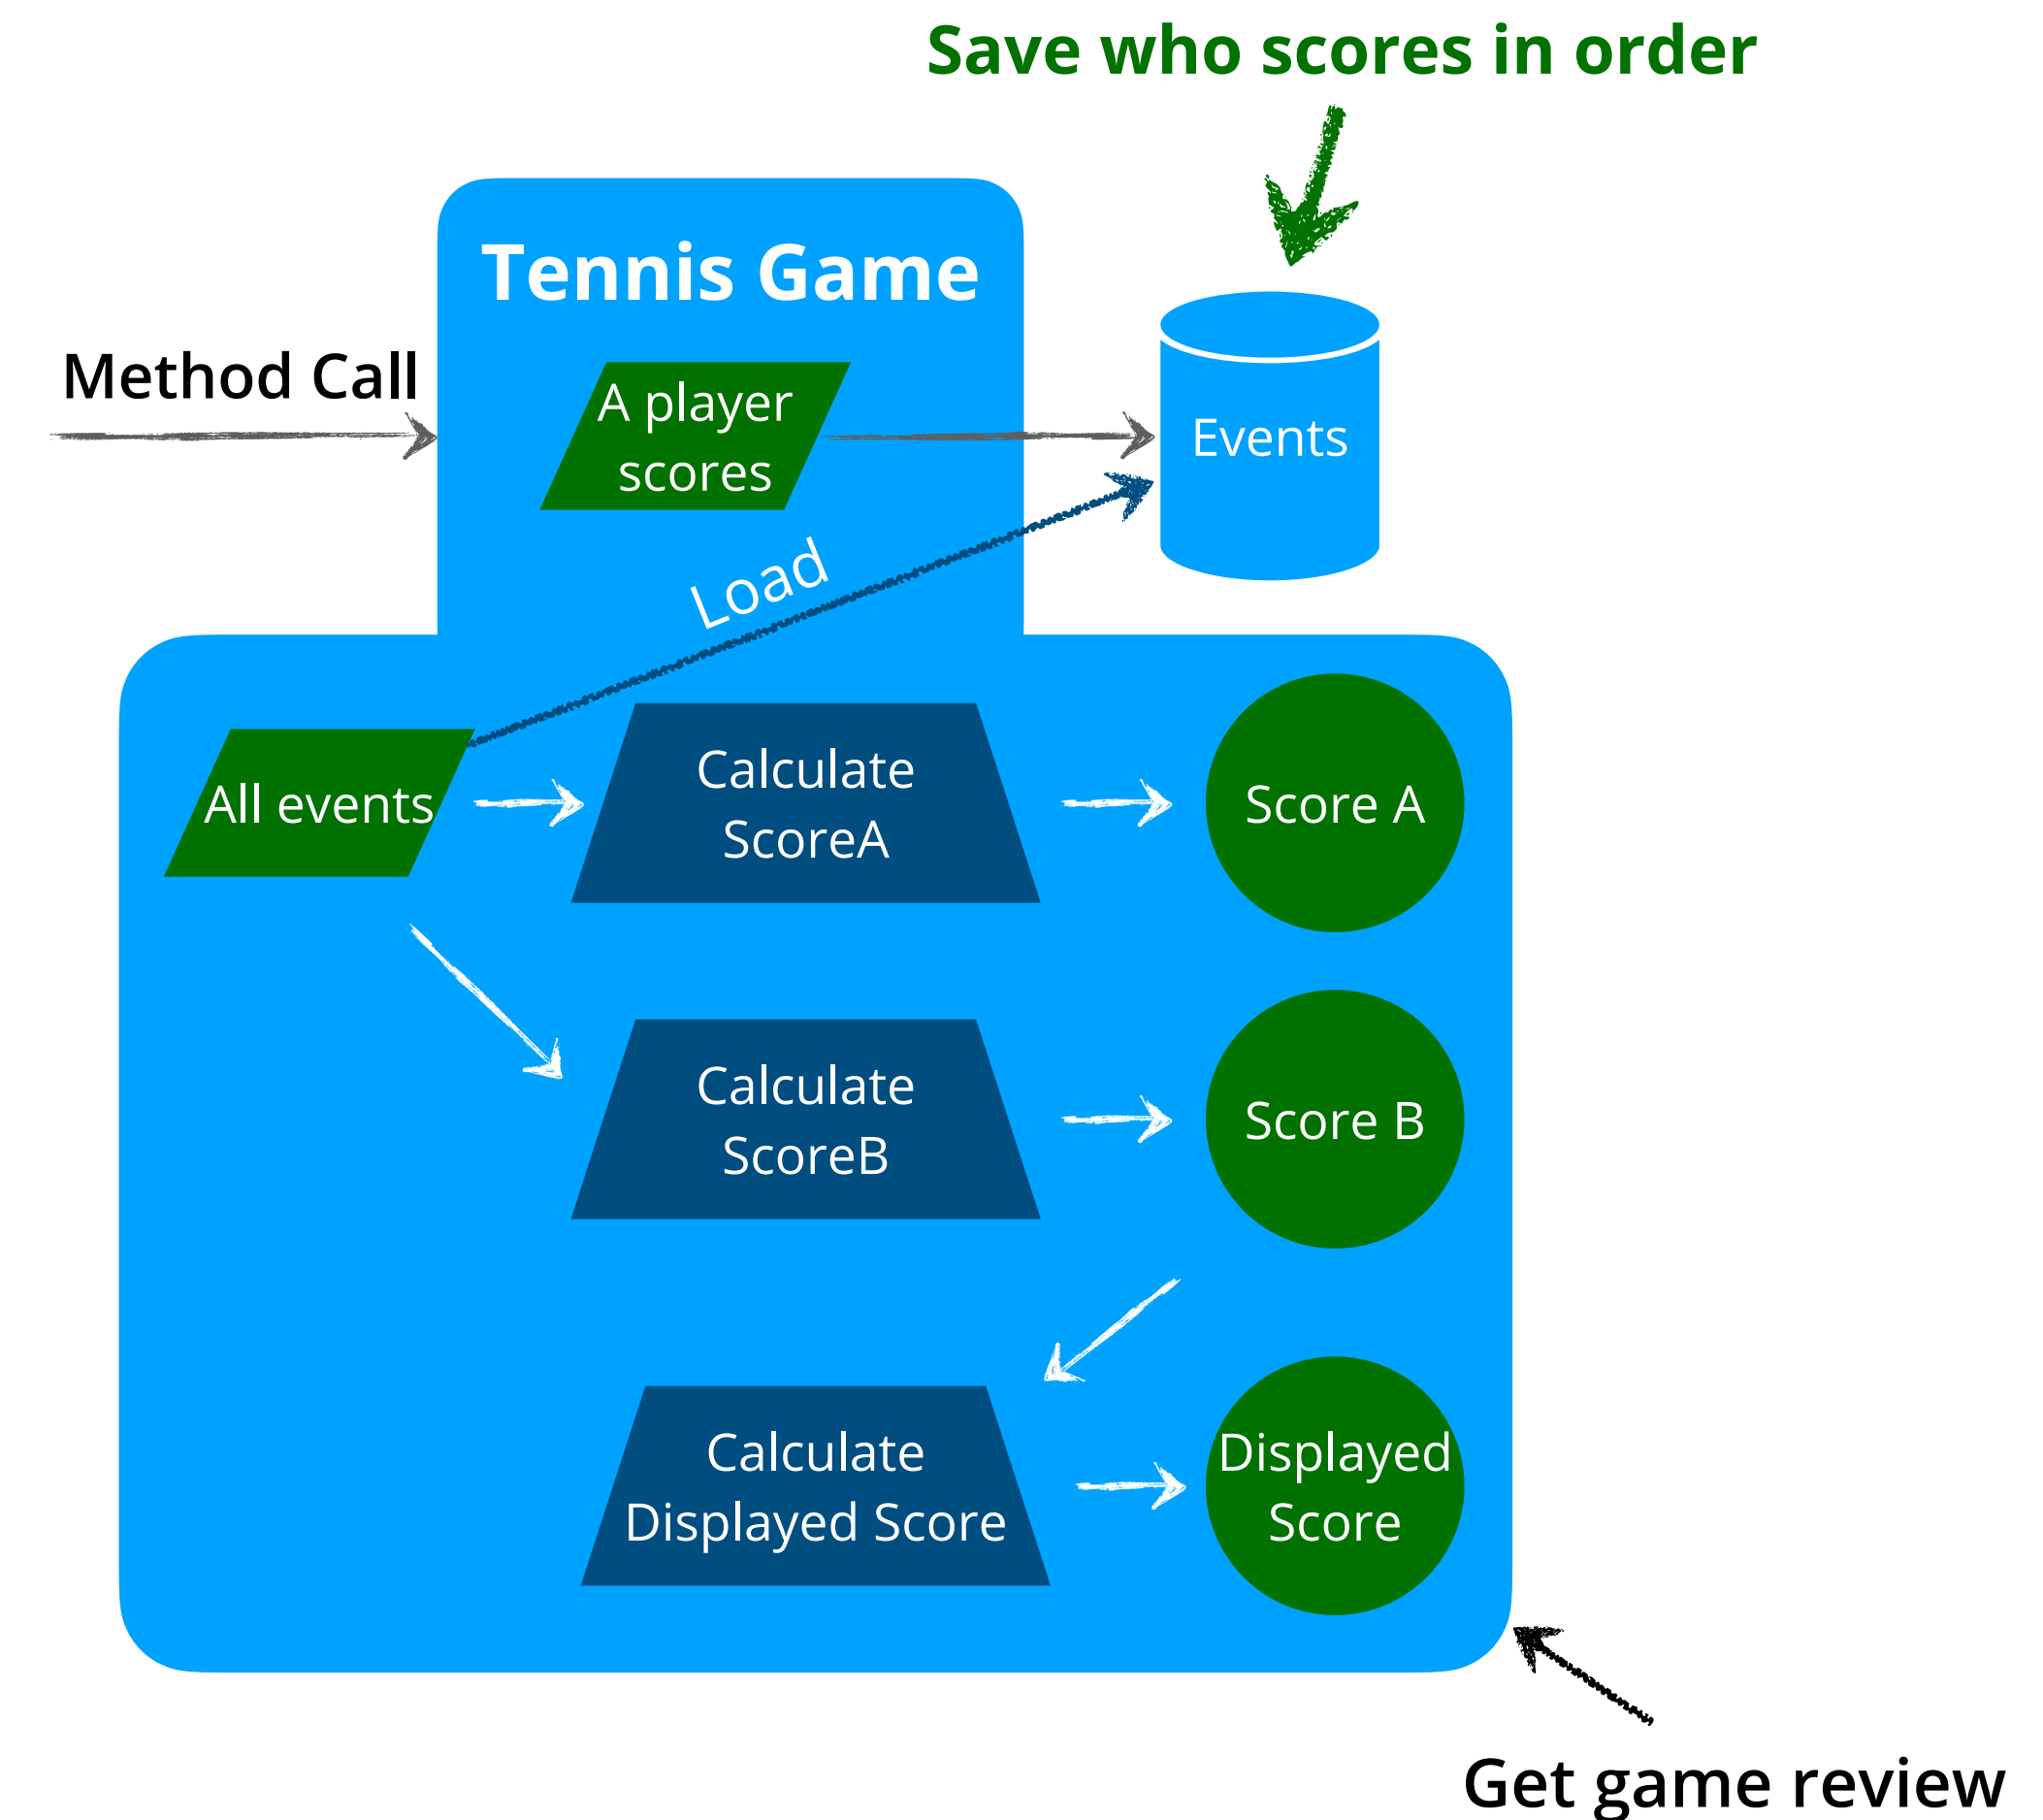 Save who scores in order
Tennis Game
Method Call
A player
scores
Events
Load
All events
Calculate
ScoreA
Score A
Calculate
ScoreB
Score B
Calculate
Displayed Score
Displayed
Score
Get game review